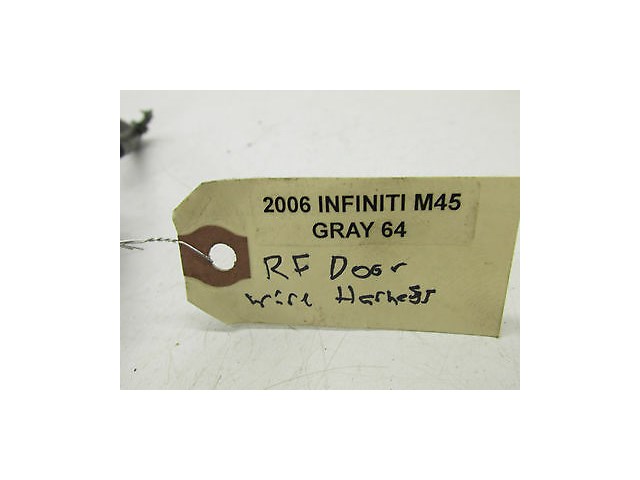 2006 INFINITI M45
GRAY 64
RF Door
wire Harness